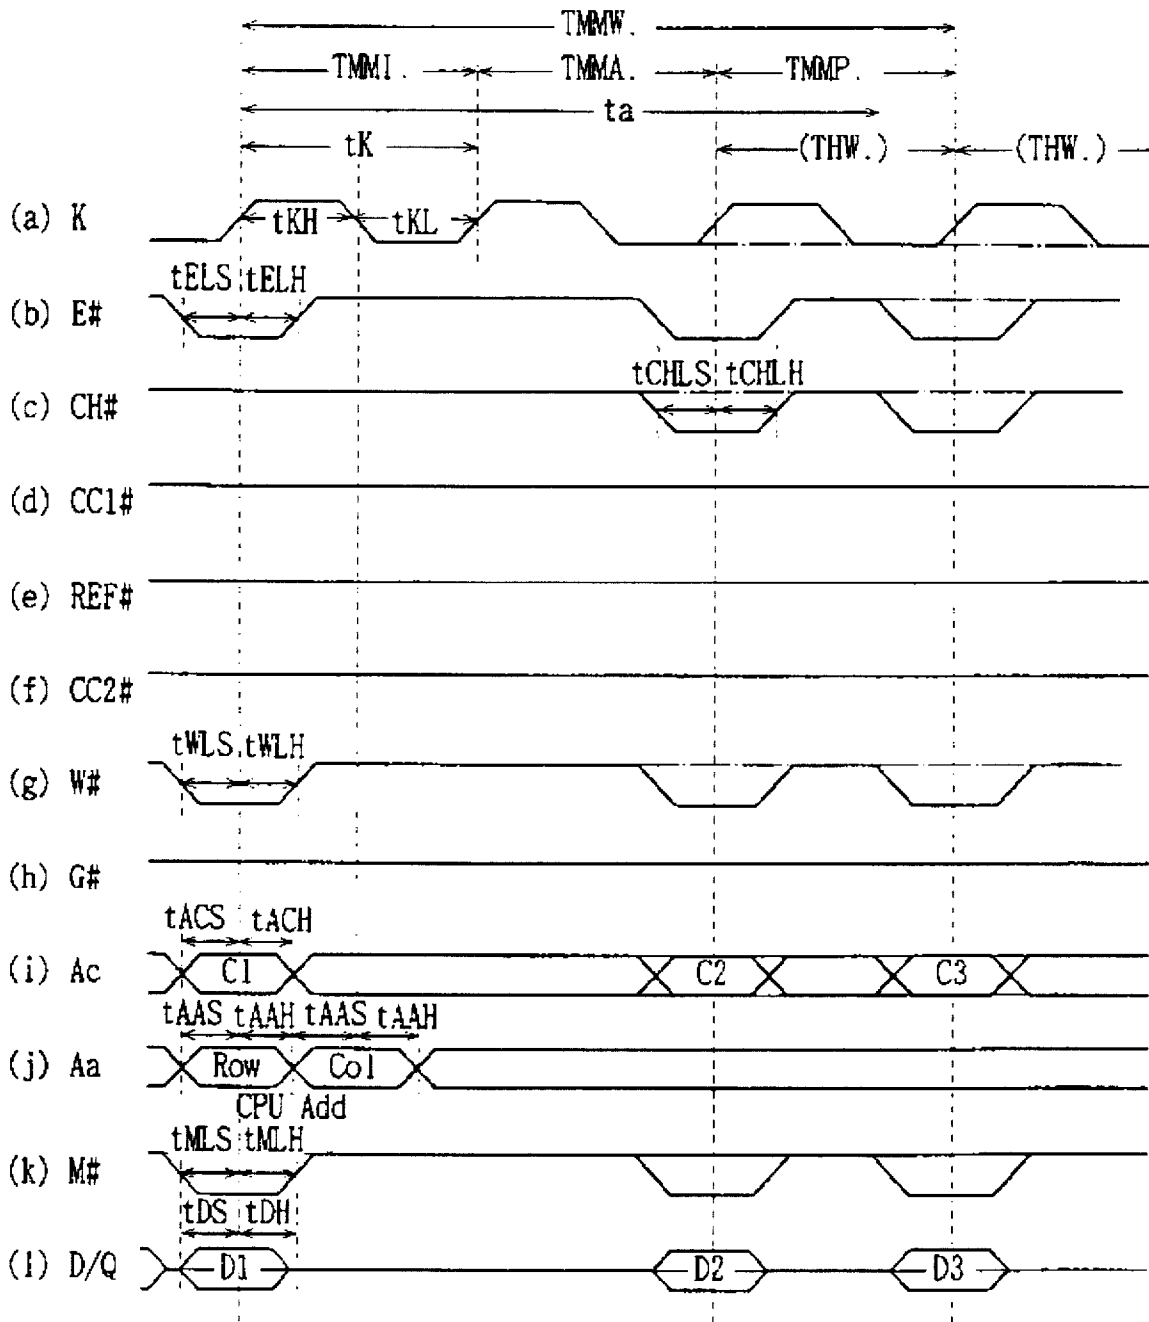 TMMW.
TMMI. TMMA. TMMP.
ta
tK (THW.) (THW.)
(a) K tKH tKL
tELS tELH
(b) E#
tCHLS tCHLH
(c) CH#
(d) CC1#
(e) REF#
(f) CC2#
tWLS tWLH
(g) W#
(h) G#
tACS tACH
(i) Ac C1 C2 C3
tAAS tAAH tAAS tAAH
(j) Aa Row Col
CPU Add
tMLS tMLH
(k) M#
tDS tDH
(l) D/Q D1 D2 D3